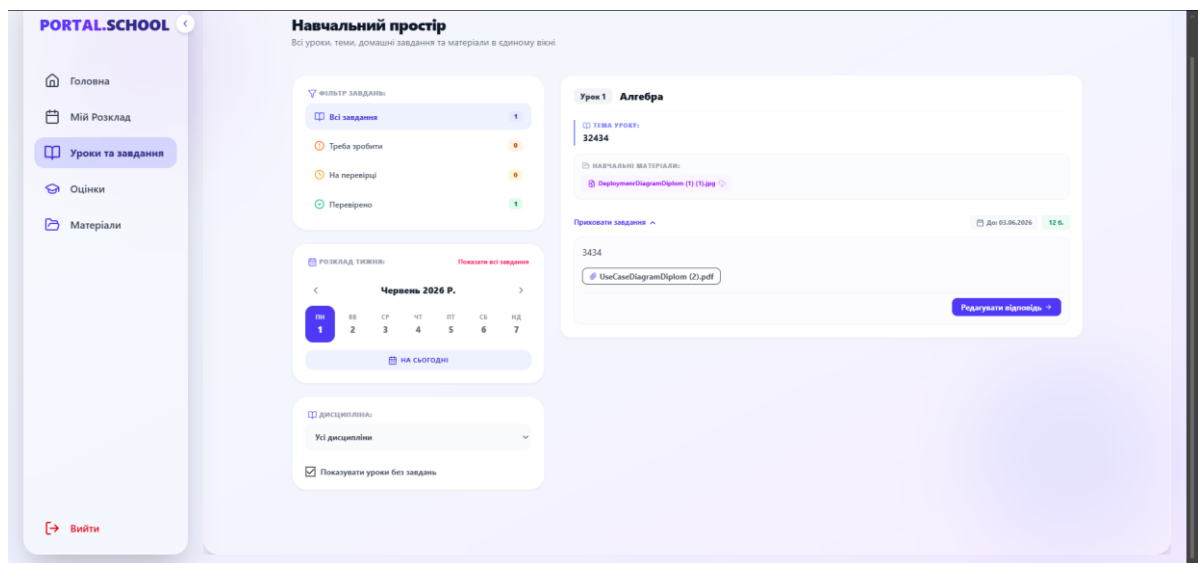 PORTAL.SCHOOL
Головна
Мій Розклад
Уроки та завдання
Оцінки
Матеріали
Вийти
Навчальний простір
Всі уроки, теми, домашні завдання та матеріали в єдиному вікні
ФІЛЬТР ЗАВДАНЬ:
Всі завдання 1
Треба зробити 0
На перевірці 0
Перевірено 1
РОЗКЛАД ТИЖНЯ: Показати всі завдання
Червень 2026 Р.
ПН ВВ СР ЧТ ПТ СБ НД
1 2 3 4 5 6 7
НА СЬОГОДНІ
ДИСЦИПЛІНА:
Усі дисципліни
Показувати уроки без завдань
Урок 1 Алгебра
ТЕМА УРОКУ:
32434
НАВЧАЛЬНІ МАТЕРІАЛИ:
DeploymenrDiagramDiplom (1) (1).jpg
Приховати завдання До: 03.06.2026 12 б.
3434
UseCaseDiagramDiplom (2).pdf
Редагувати відповідь →